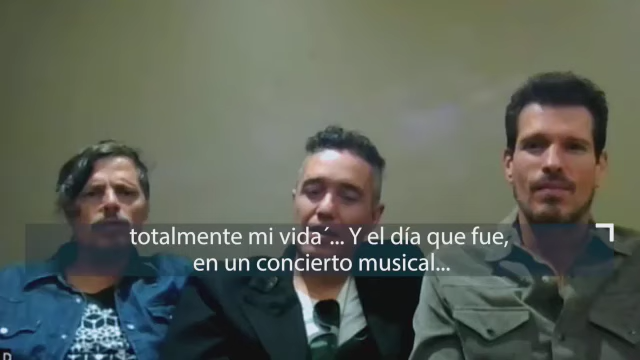 totalmente mi vida´... Y el día que fue,
en un concierto musical...